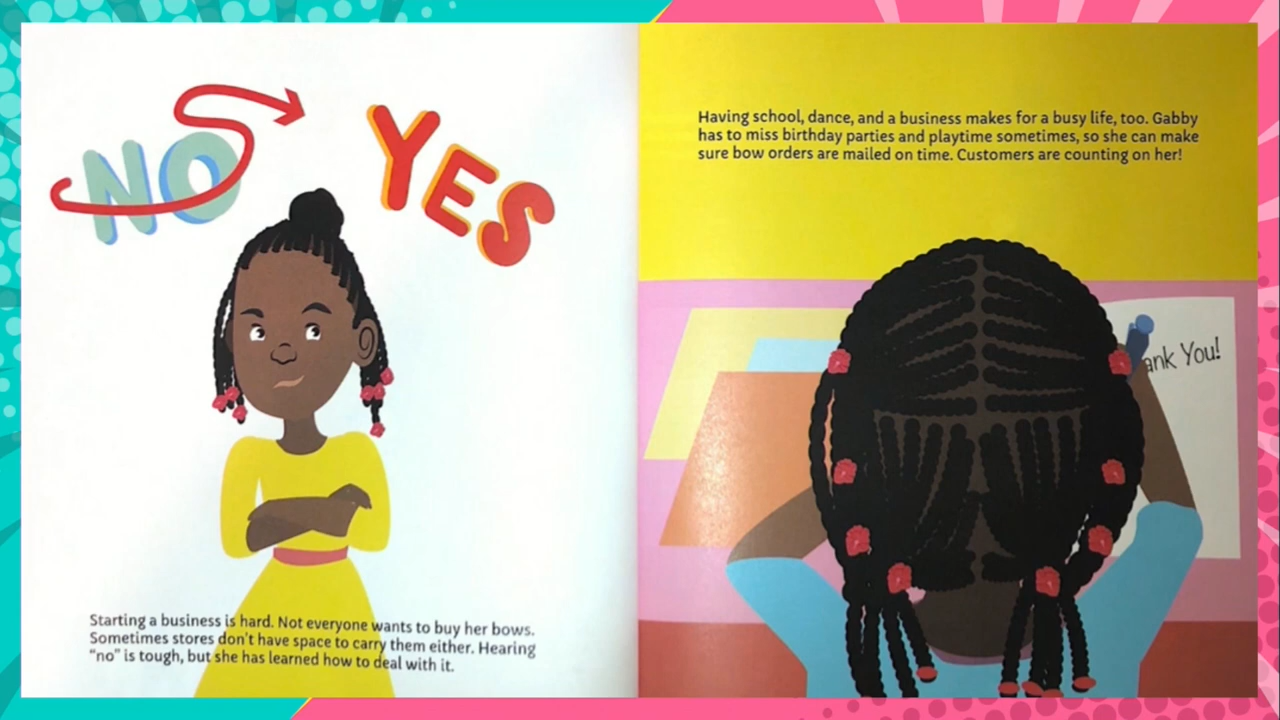 NO YES
Starting a business is hard. Not everyone wants to buy her bows.
Sometimes stores don't have space to carry them either. Hearing
“no” is tough, but she has learned how to deal with it.
Having school, dance, and a business makes for a busy life, too. Gabby
has to miss birthday parties and playtime sometimes, so she can make
sure bow orders are mailed on time. Customers are counting on her!
ank You!